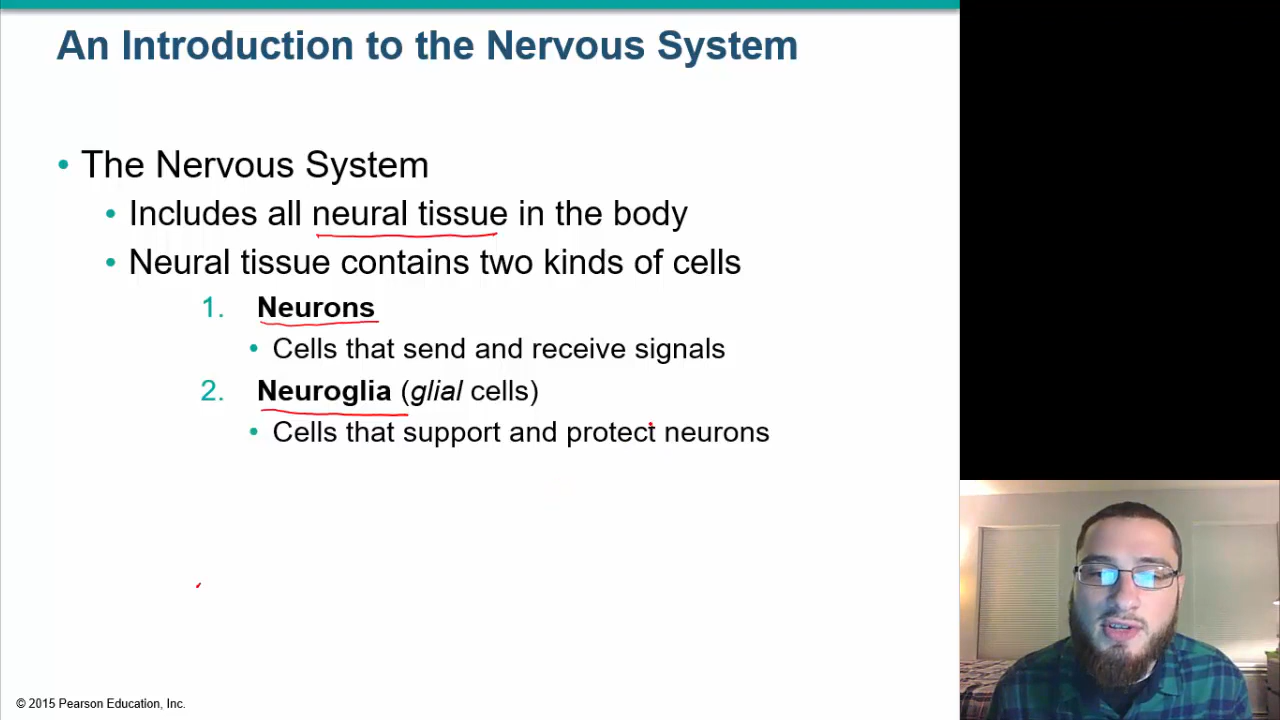 An Introduction to the Nervous System
• The Nervous System
• Includes all neural tissue in the body
• Neural tissue contains two kinds of cells
1. Neurons
• Cells that send and receive signals
2. Neuroglia (glial cells)
• Cells that support and protect neurons
© 2015 Pearson Education, Inc.